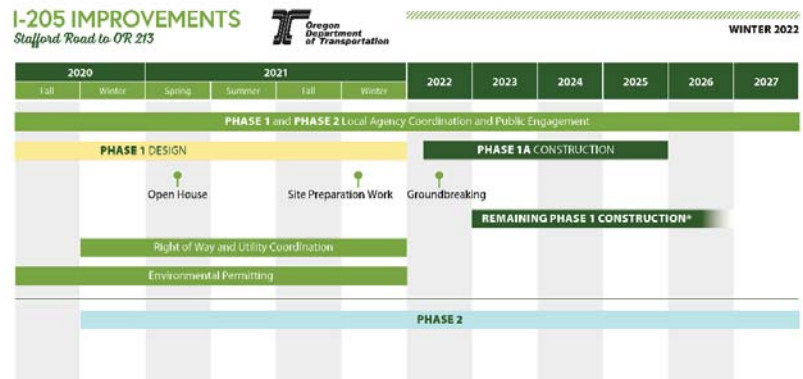 I-205 IMPROVEMENTS
Stafford Road to OR 213
Oregon
Department
of Transportation
WINTER 2022
2020 2021 2022 2023 2024 2025 2026 2027
Fall Winter Spring Summer Fall Winter
PHASE 1 and PHASE 2 Local Agency Coordination and Public Engagement
PHASE 1 DESIGN PHASE 1A CONSTRUCTION
Open House Site Preparation Work Groundbreaking
REMAINING PHASE 1 CONSTRUCTION*
Right of Way and Utility Coordination
Environmental Permitting
PHASE 2